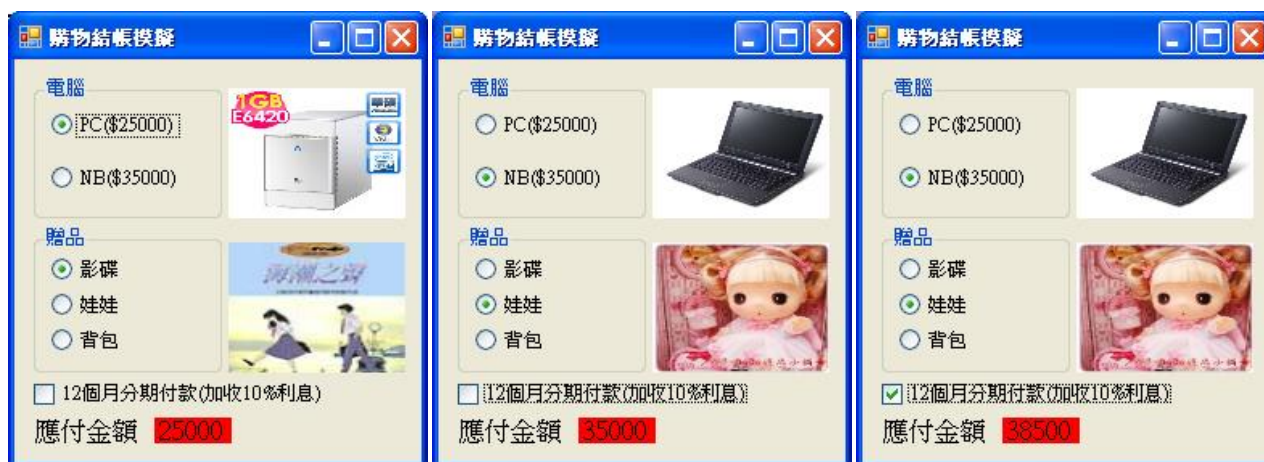 購物結帳模擬
電腦
PC($25000)
NB($35000)
1GB
E6420
贈品
影碟
娃娃
背包
海潮之聲
12個月分期付款(加收10%利息)
應付金額 25000
購物結帳模擬
電腦
PC($25000)
NB($35000)
贈品
影碟
娃娃
背包
12個月分期付款(加收10%利息)
應付金額 35000
購物結帳模擬
電腦
PC($25000)
NB($35000)
贈品
影碟
娃娃
背包
12個月分期付款(加收10%利息)
應付金額 38500